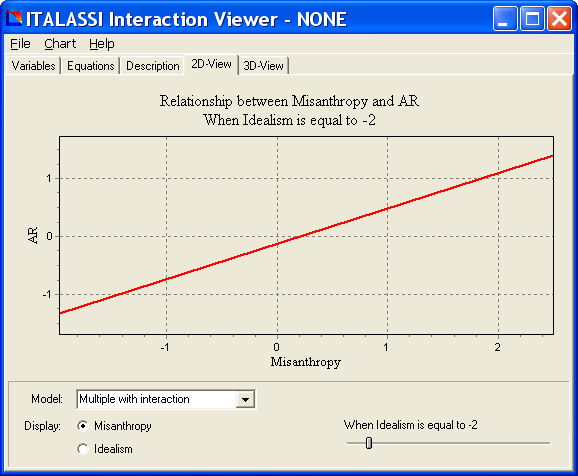 ITALASSI Interaction Viewer - NONE
File Chart Help
Variables Equations Description 2D-View 3D-View
Relationship between Misanthropy and AR
When Idealism is equal to -2
1
0
-1
AR
-1 0 1 2
Misanthropy
Model: Multiple with interaction
Display: Misanthropy
Idealism
When Idealism is equal to -2